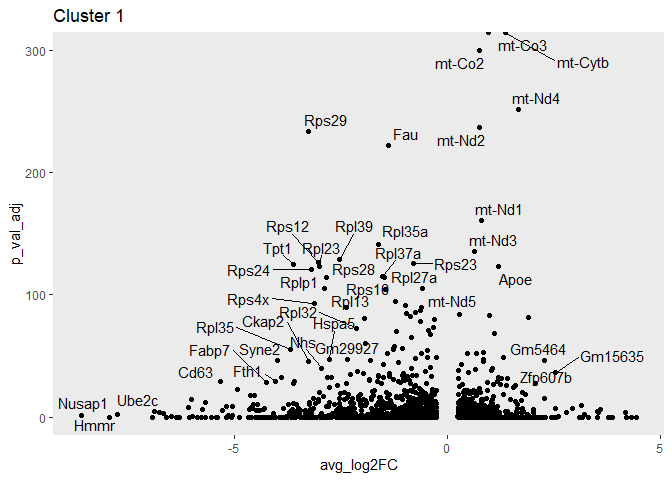 Cluster 1
300
mt-Co3
mt-Co2
mt-Cytb
mt-Nd4
Rps29
Fau
mt-Nd2
200
p_val_adj
mt-Nd1
Rps12
Rpl39
Rpl35a
mt-Nd3
Tpt1
Rpl23
Rpl37a
Rps24
Rps28
Rps23
Rplp1
Rpl27a
Apoe
100
Rps4x
Rpl13
Rps19
mt-Nd5
Rpl32
Ckap2
Hspa5
Rpl35
Nhs
Gm29927
Gm5464
Fabp7
Syne2
Gm15635
Cd63
Fth1
Zfp607b
Nusap1
Ube2c
0
Hmmr
-5
0
5
avg_log2FC